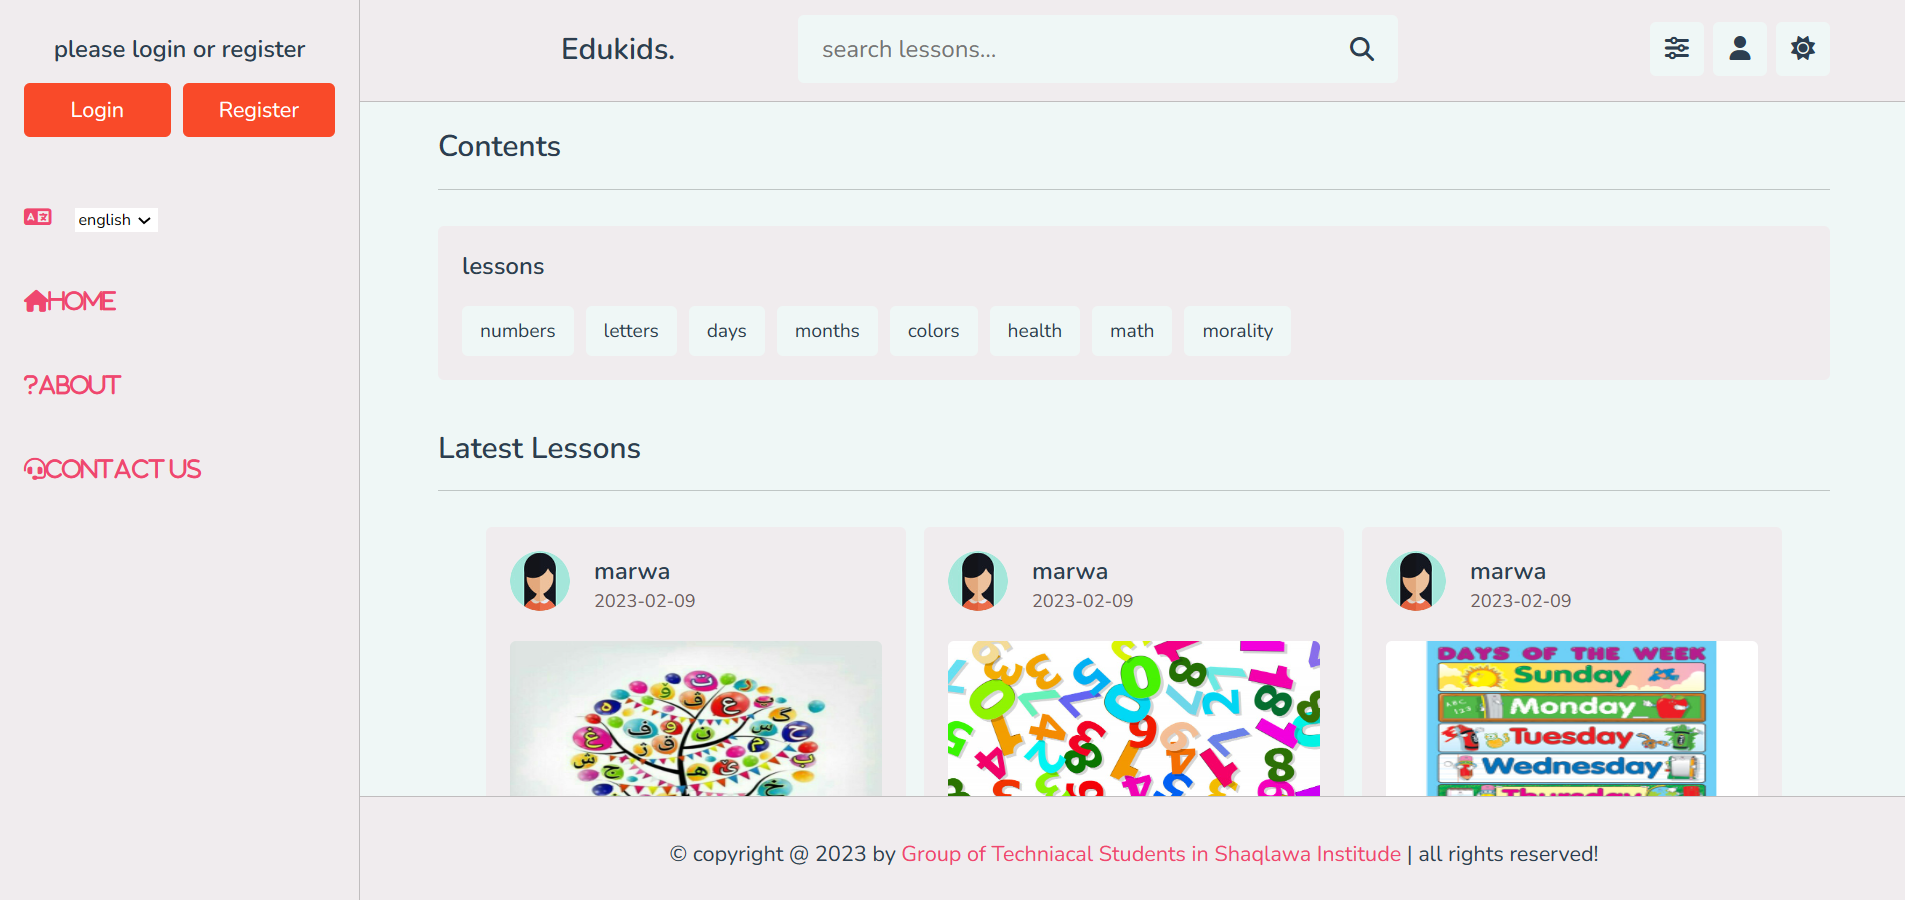 please login or register
Login
Register
english
HOME
?ABOUT
CONTACT US
Edukids.
search lessons...
Contents
lessons
numbers
letters
days
months
colors
health
math
morality
Latest Lessons
marwa
2023-02-09
marwa
2023-02-09
DAYS OF THE WEEK
Sunday
Monday
Tuesday
Wednesday
Thursday
marwa
2023-02-09
© copyright @ 2023 by Group of Techniacal Students in Shaqlawa Institude | all rights reserved!